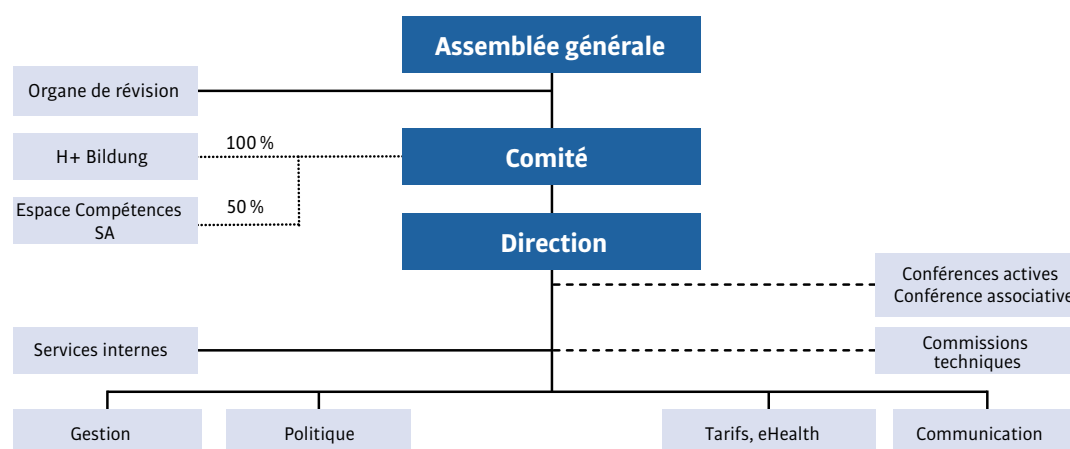 Assemblée générale
Organe de révision
H+ Bildung
100 %
Comité
Espace Compétences
SA
50 %
Direction
Conférences actives
Conférence associative
Services internes
Commissions
techniques
Gestion
Politique
Tarifs, eHealth
Communication